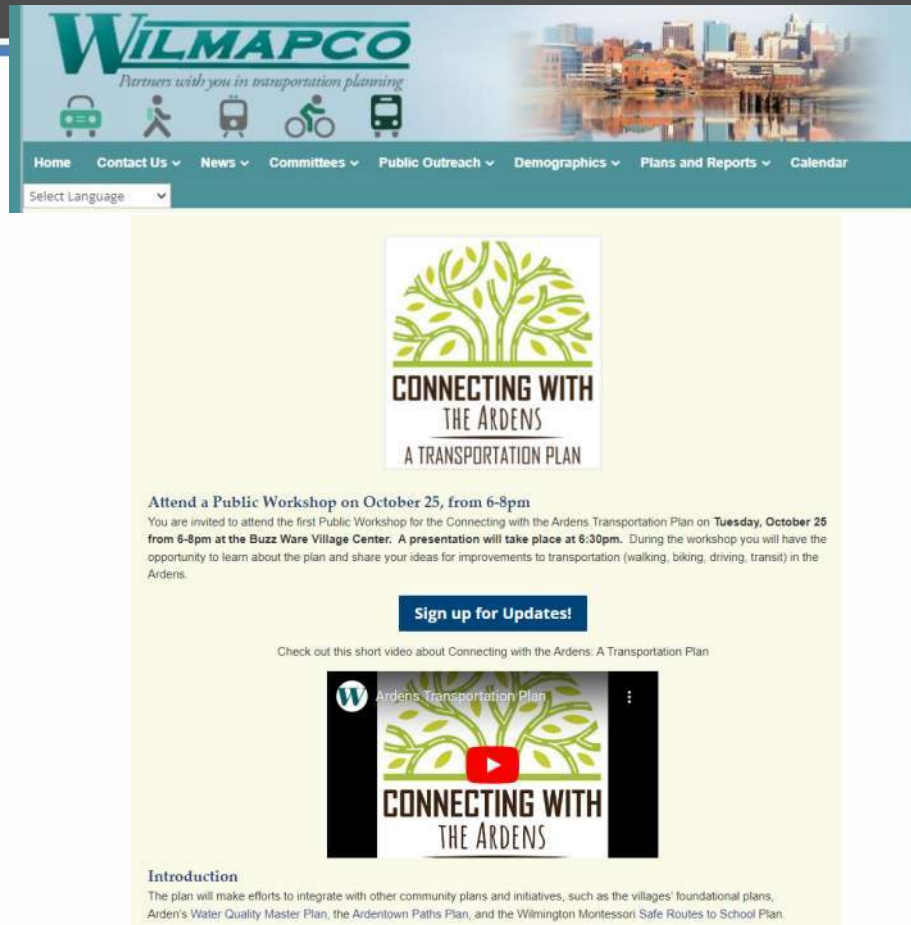 WILMAPCO
Partners with you in transportation planning
Home Contact Us News Committees Public Outreach Demographics Plans and Reports Calendar
Select Language
CONNECTING WITH
THE ARDENS
A TRANSPORTATION PLAN
Attend a Public Workshop on October 25, from 6-8pm
You are invited to attend the first Public Workshop for the Connecting with the Ardens Transportation Plan on Tuesday, October 25
from 6-8pm at the Buzz Ware Village Center. A presentation will take place at 6:30pm. During the workshop you will have the
opportunity to learn about the plan and share your ideas for improvements to transportation (walking, biking, driving, transit) in the
Ardens.
Sign up for Updates!
Check out this short video about Connecting with the Ardens: A Transportation Plan
W Ardens Transportation Plan
CONNECTING WITH
THE ARDENS
Introduction
The plan will make efforts to integrate with other community plans and initiatives, such as the villages' foundational plans,
Arden's Water Quality Master Plan, the Ardentown Paths Plan, and the Wilmington Montessori Safe Routes to School Plan.